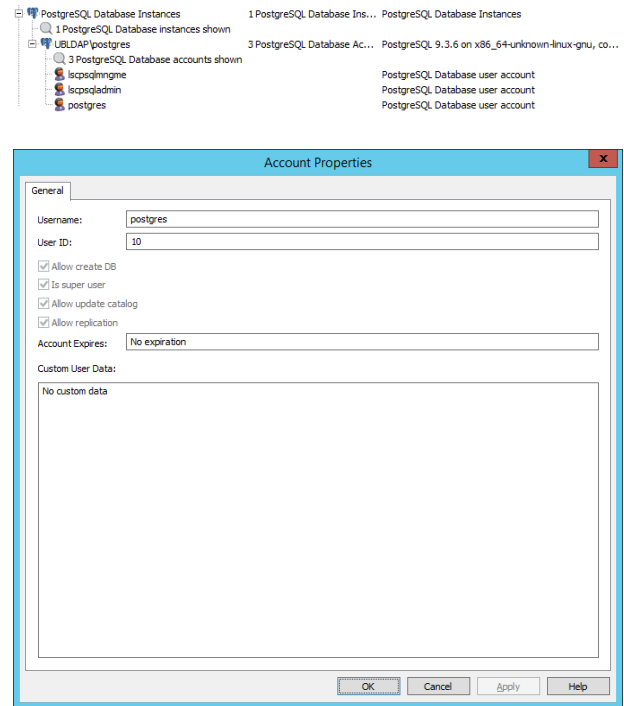 PostgreSQL Database Instances 1 PostgreSQL Database Ins... PostgreSQL Database Instances
1 PostgreSQL Database instances shown
UBLDAP\postgres 3 PostgreSQL Database Ac... PostgreSQL 9.3.6 on x86_64-unknown-linux-gnu, co...
3 PostgreSQL Database accounts shown
lscpsqlmngme PostgreSQL Database user account
lscpsqladmin PostgreSQL Database user account
postgres PostgreSQL Database user account
Account Properties
x
General
Username: postgres
User ID: 10
Allow create DB
Is super user
Allow update catalog
Allow replication
Account Expires: No expiration
Custom User Data:
No custom data
OK Cancel Apply Help